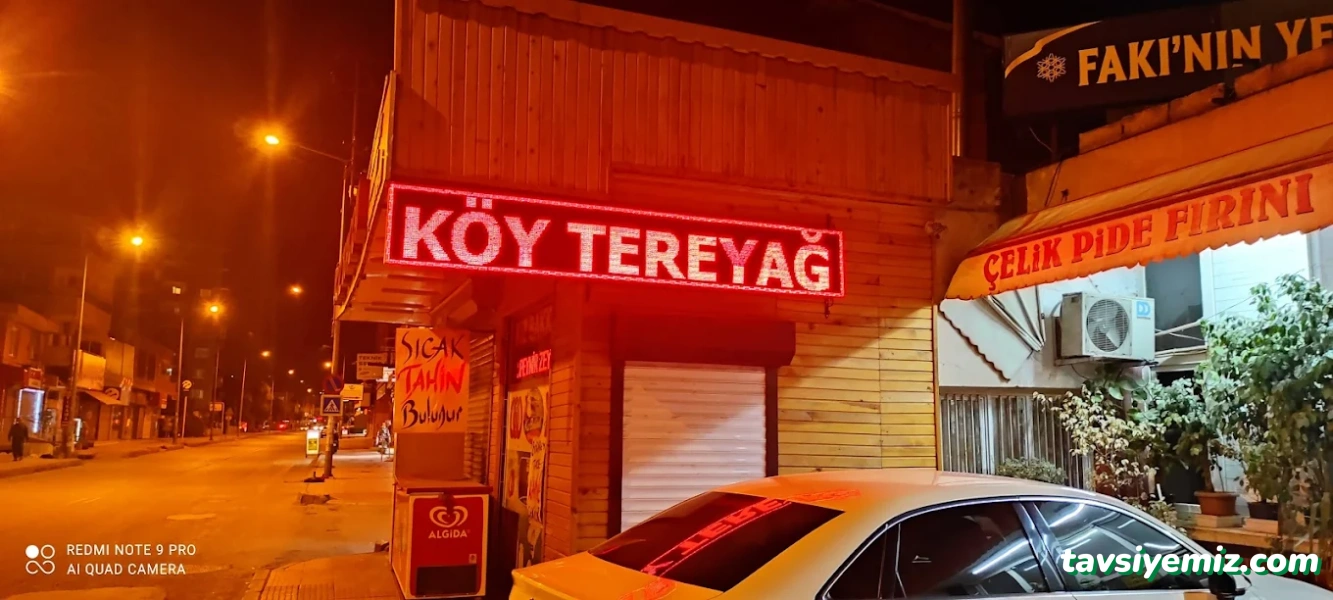 FAKI'NIN YE
KÖY TEREYAĞ
ÇELİK PİDE FIRINI
SICAK
TAHİN
Bulunur
ALGIDA
REDMI NOTE 9 PRO
AI QUAD CAMERA
tavsiyemiz.com